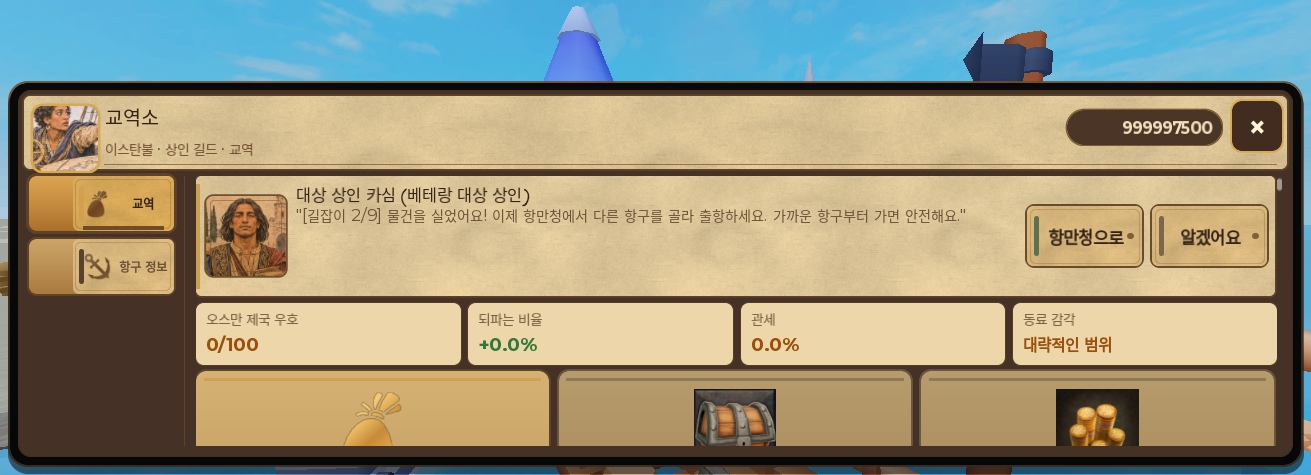 교역소
이스탄불 · 상인 길드 · 교역
999997500
×
교역
항구 정보
대상 상인 카심 (베테랑 대상 상인)
"[길잡이 2/9] 물건을 실었어요! 이제 항만청에서 다른 항구를 골라 출항하세요. 가까운 항구부터 가면 안전해요."
항만청으로
알겠어요
오스만 제국 우호
0/100
되파는 비율
+0.0%
관세
0.0%
동료 감각
대략적인 범위